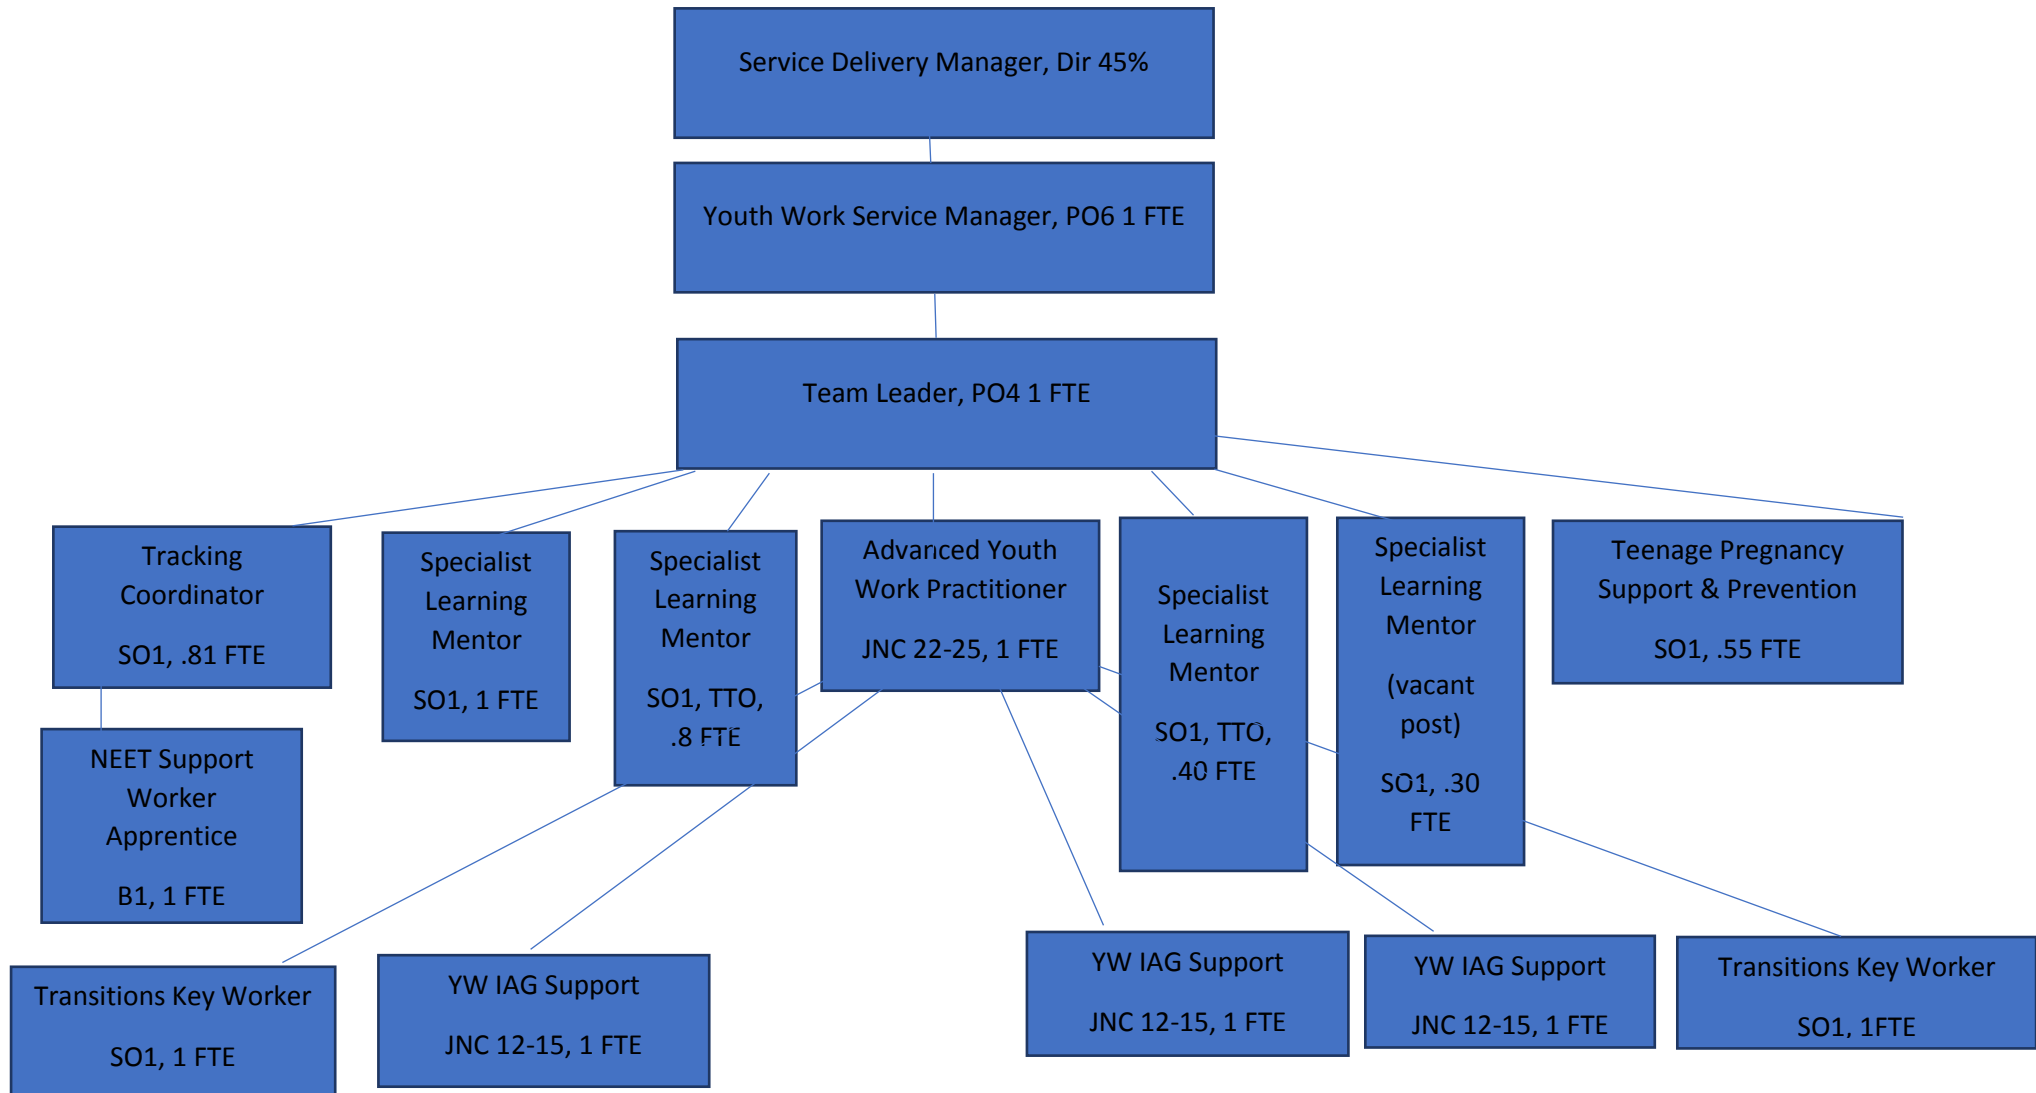 Service Delivery Manager, Dir 45%
Youth Work Service Manager, PO6 1 FTE
Team Leader, PO4 1 FTE
Tracking
Coordinator
SO1, .81 FTE
Specialist
Learning
Mentor
SO1, 1 FTE
Specialist
Learning
Mentor
SO1, TTO,
.8 FTE
Advanced Youth
Work Practitioner
JNC 22-25, 1 FTE
Specialist
Learning
Mentor
SO1, TTO,
.40 FTE
Specialist
Learning
Mentor
(vacant
post)
SO1, .30
FTE
Teenage Pregnancy
Support & Prevention
SO1, .55 FTE
NEET Support
Worker
Apprentice
B1, 1 FTE
Transitions Key Worker
SO1, 1 FTE
YW IAG Support
JNC 12-15, 1 FTE
YW IAG Support
JNC 12-15, 1 FTE
YW IAG Support
JNC 12-15, 1 FTE
Transitions Key Worker
SO1, 1FTE